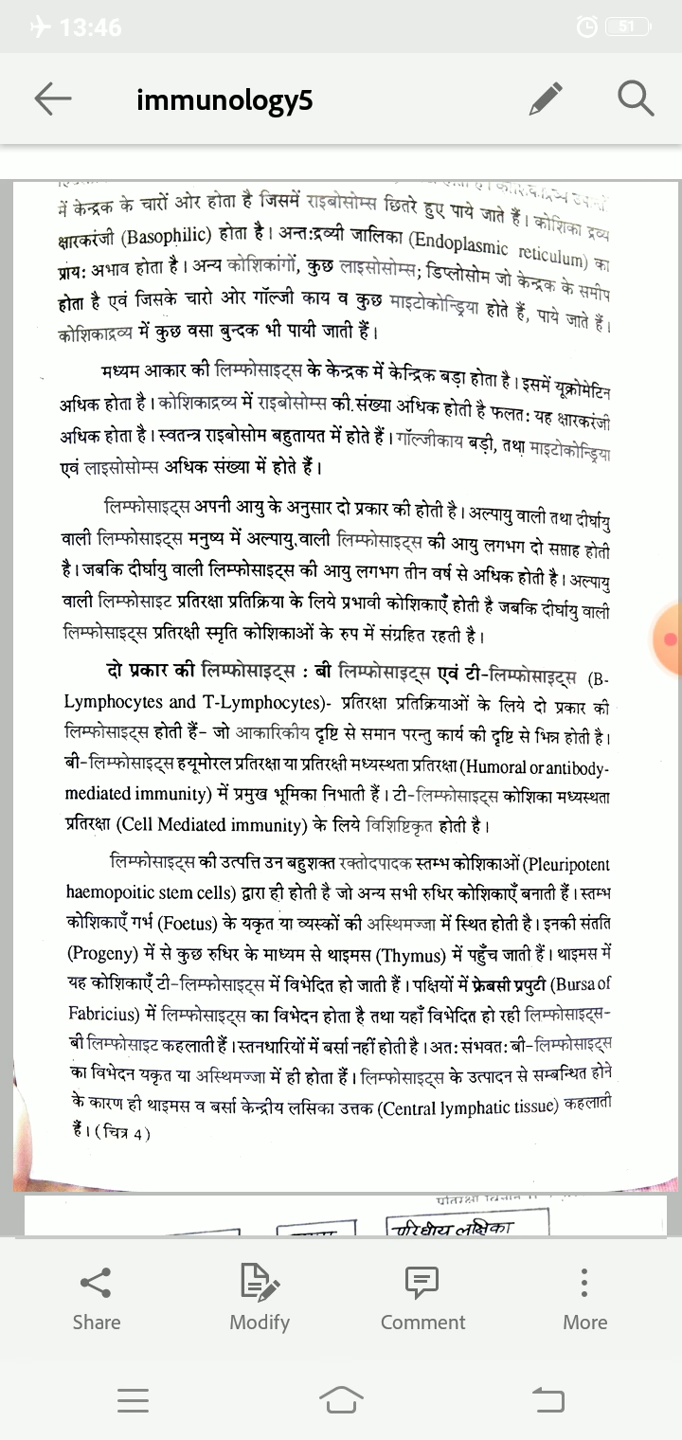 13:46
51
immunology5
में केन्द्रक के चारों ओर होता है जिसमें राइबोसोम्स छितरे हुए पाये जाते हैं। कोशिका द्रव्य
क्षारकरंजी (Basophilic) होता है। अन्त:द्रव्यी जालिका (Endoplasmic reticulum) का
प्राय: अभाव होता है। अन्य कोशिकांगों, कुछ लाइसोसोम्स; डिप्लोसोम जो केन्द्रक के समीप
होता है एवं जिसके चारो ओर गॉल्जी काय व कुछ माइटोकोन्ड्रिया होते हैं, पाये जाते हैं।
कोशिकाद्रव्य में कुछ वसा बुन्दक भी पायी जाती हैं।
मध्यम आकार की लिम्फोसाइट्स के केन्द्रक में केन्द्रिक बड़ा होता है। इसमें यूक्रोमेटिन
अधिक होता है। कोशिकाद्रव्य में राइबोसोम्स की संख्या अधिक होती है फलत: यह क्षारकरंजी
अधिक होता है। स्वतन्त्र राइबोसोम बहुतायत में होते हैं। गॉल्जीकाय बड़ी, तथा माइटोकोन्ड्रिया
एवं लाइसोसोम्स अधिक संख्या में होते हैं।
लिम्फोसाइट्स अपनी आयु के अनुसार दो प्रकार की होती है। अल्पायु वाली तथा दीर्घायु
वाली लिम्फोसाइट्स मनुष्य में अल्पायु वाली लिम्फोसाइट्स की आयु लगभग दो सप्ताह होती
है। जबकि दीर्घायु वाली लिम्फोसाइट्स की आयु लगभग तीन वर्ष से अधिक होती है। अल्पायु
वाली लिम्फोसाइट प्रतिरक्षा प्रतिक्रिया के लिये प्रभावी कोशिकाएँ होती है जबकि दीर्घायु वाली
लिम्फोसाइट्स प्रतिरक्षी स्मृति कोशिकाओं के रुप में संग्रहित रहती है।
दो प्रकार की लिम्फोसाइट्स : बी लिम्फोसाइट्स एवं टी-लिम्फोसाइट्स (B-
Lymphocytes and T-Lymphocytes)- प्रतिरक्षा प्रतिक्रियाओं के लिये दो प्रकार की
लिम्फोसाइट्स होती हैं- जो आकारिकीय दृष्टि से समान परन्तु कार्य की दृष्टि से भिन्न होती है।
बी-लिम्फोसाइट्स हयूमोरल प्रतिरक्षा या प्रतिरक्षी मध्यस्थता प्रतिरक्षा (Humoral or antibody-
mediated immunity) में प्रमुख भूमिका निभाती हैं। टी-लिम्फोसाइट्स कोशिका मध्यस्थता
प्रतिरक्षा (Cell Mediated immunity) के लिये विशिष्टिकृत होती है।
लिम्फोसाइट्स की उत्पत्ति उन बहुशक्त रक्तोदपादक स्तम्भ कोशिकाओं (Pleuripotent
haemopoitic stem cells) द्वारा ही होती है जो अन्य सभी रुधिर कोशिकाएँ बनाती हैं। स्तम्भ
कोशिकाएँ गर्भ (Foetus) के यकृत या व्यस्कों की अस्थिमज्जा में स्थित होती है। इनकी संतति
(Progeny) में से कुछ रुधिर के माध्यम से थाइमस (Thymus) में पहुँच जाती हैं। थाइमस में
यह कोशिकाएँ टी-लिम्फोसाइट्स में विभेदित हो जाती हैं। पक्षियों में फ्रेबसी प्रपुटी (Bursa of
Fabricius) में लिम्फोसाइट्स का विभेदन होता है तथा यहाँ विभेदित हो रही लिम्फोसाइट्स-
बी लिम्फोसाइट कहलाती हैं। स्तनधारियों में बर्सा नहीं होती है। अत: संभवत: बी-लिम्फोसाइट्स
का विभेदन यकृत या अस्थिमज्जा में ही होता हैं। लिम्फोसाइट्स के उत्पादन से सम्बन्धित होने
के कारण ही थाइमस व बर्सा केन्द्रीय लसिका उत्तक (Central lymphatic tissue) कहलाती
हैं। (चित्र 4)
परिधीय लसिका
Share
Modify
Comment
More